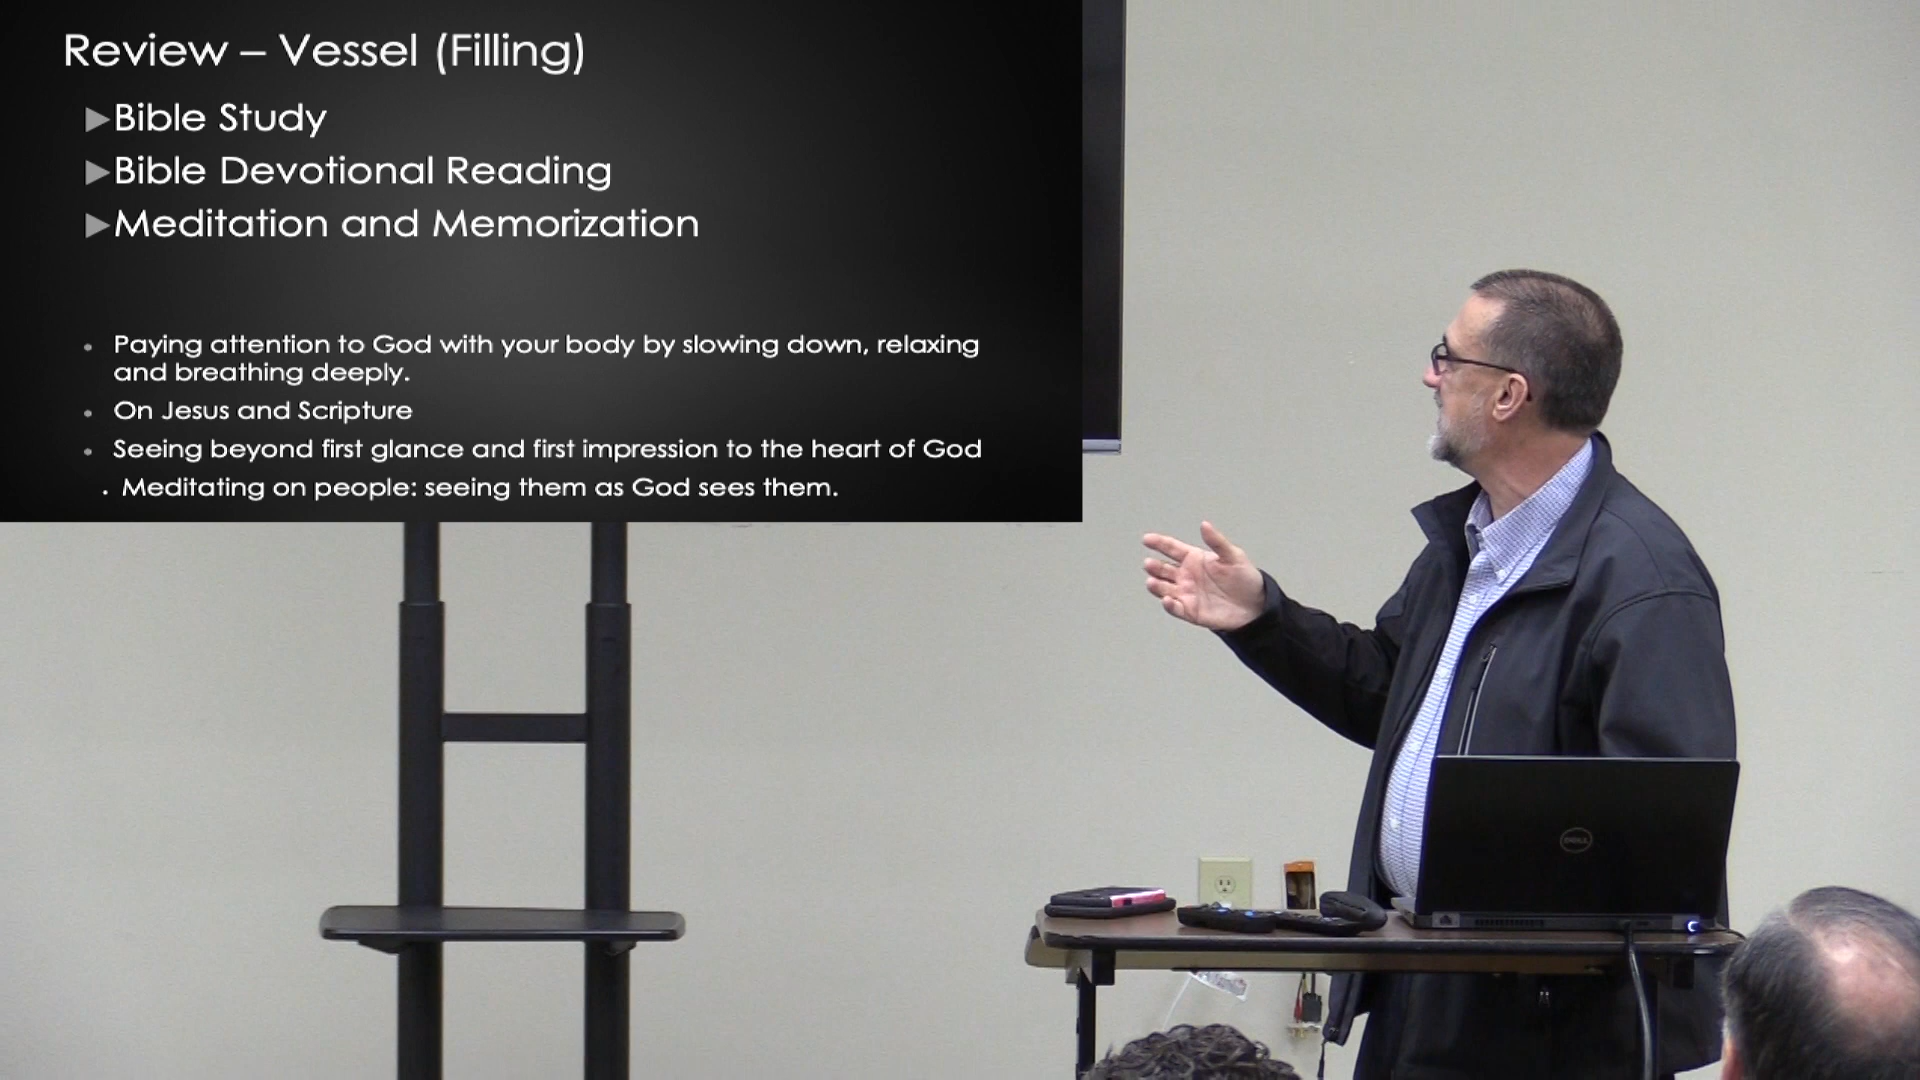 Review – Vessel (Filling)
►Bible Study
►Bible Devotional Reading
►Meditation and Memorization
• Paying attention to God with your body by slowing down, relaxing
and breathing deeply.
• On Jesus and Scripture
• Seeing beyond first glance and first impression to the heart of God
• Meditating on people: seeing them as God sees them.
DELL